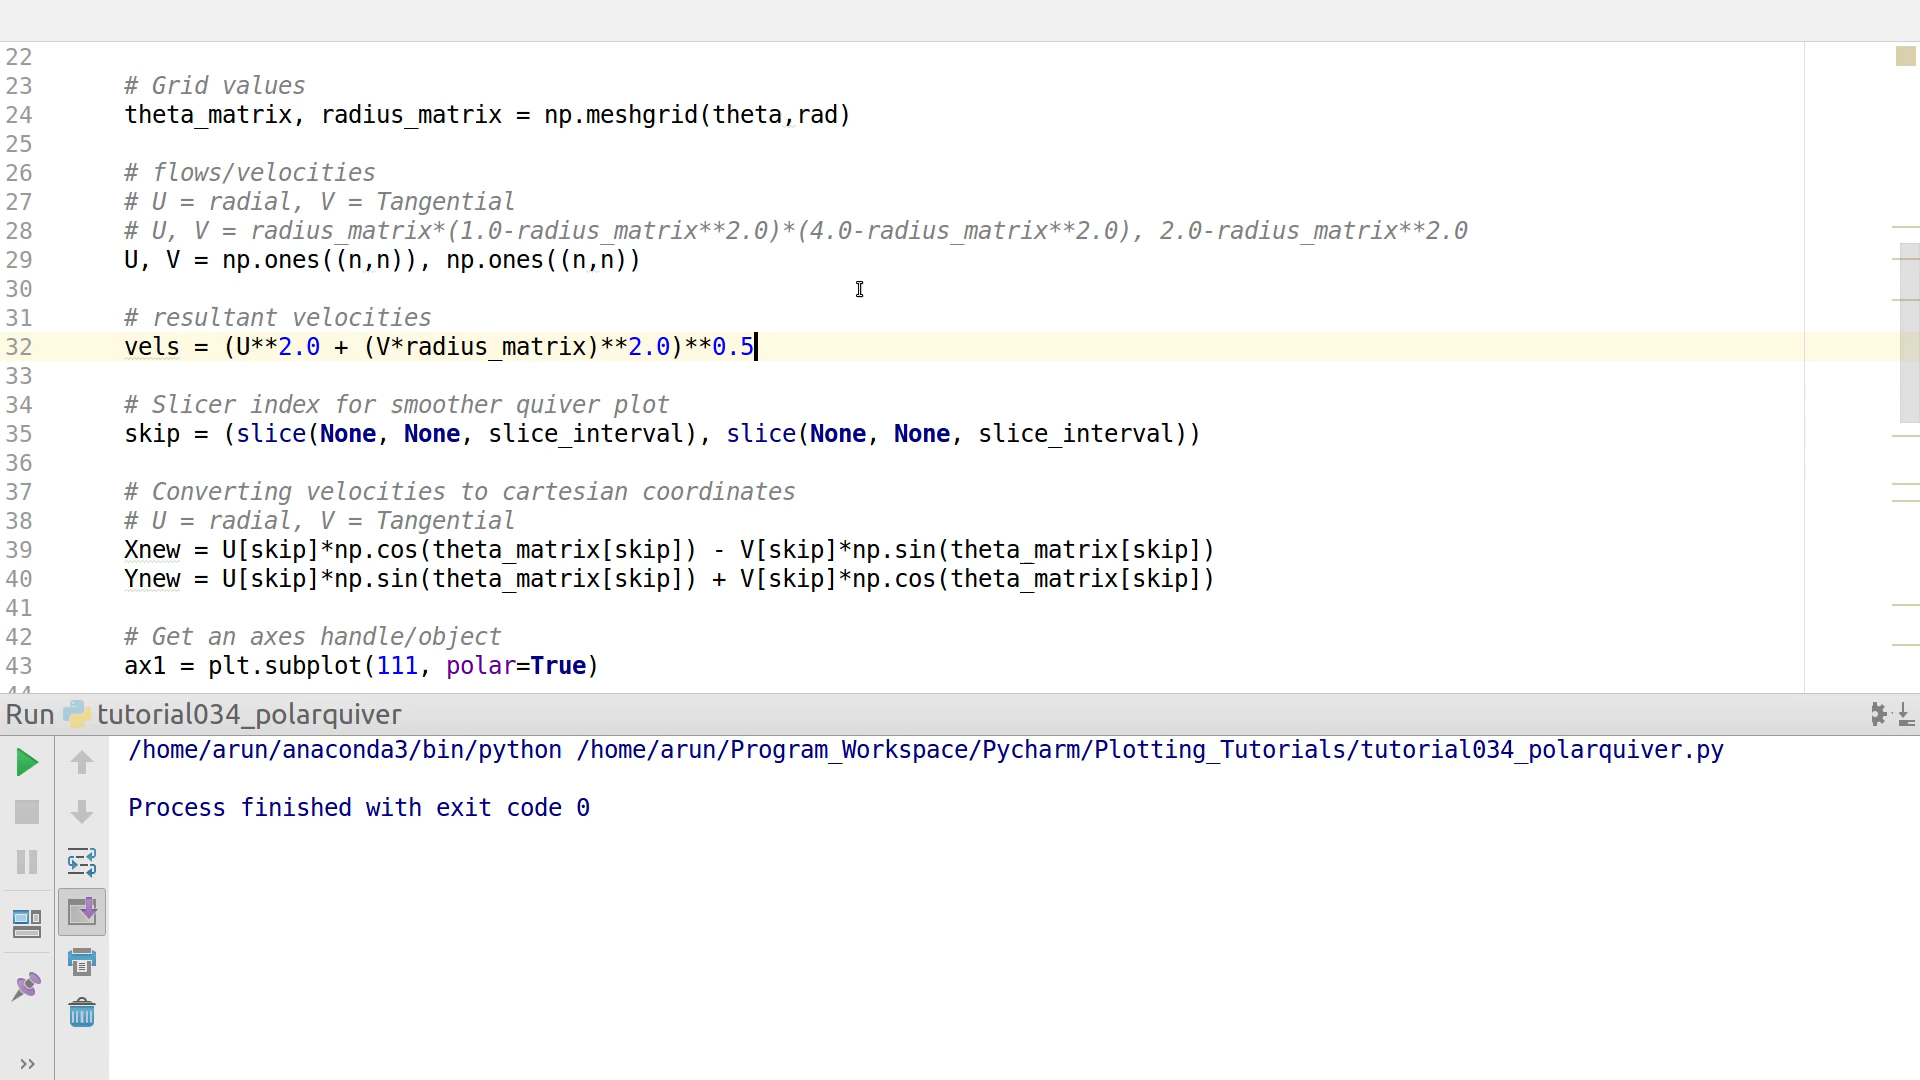 22
23 # Grid values
24 theta_matrix, radius_matrix = np.meshgrid(theta,rad)
25
26 # flows/velocities
27 # U = radial, V = Tangential
28 # U, V = radius_matrix*(1.0-radius_matrix**2.0)*(4.0-radius_matrix**2.0), 2.0-radius_matrix**2.0
29 U, V = np.ones((n,n)), np.ones((n,n))
30
31 # resultant velocities
32 vels = (U**2.0 + (V*radius_matrix)**2.0)**0.5
33
34 # Slicer index for smoother quiver plot
35 skip = (slice(None, None, slice_interval), slice(None, None, slice_interval))
36
37 # Converting velocities to cartesian coordinates
38 # U = radial, V = Tangential
39 Xnew = U[skip]*np.cos(theta_matrix[skip]) - V[skip]*np.sin(theta_matrix[skip])
40 Ynew = U[skip]*np.sin(theta_matrix[skip]) + V[skip]*np.cos(theta_matrix[skip])
41
42 # Get an axes handle/object
43 ax1 = plt.subplot(111, polar=True)
44
Run tutorial034_polarquiver
/home/arun/anaconda3/bin/python /home/arun/Program_Workspace/Pycharm/Plotting_Tutorials/tutorial034_polarquiver.py
Process finished with exit code 0